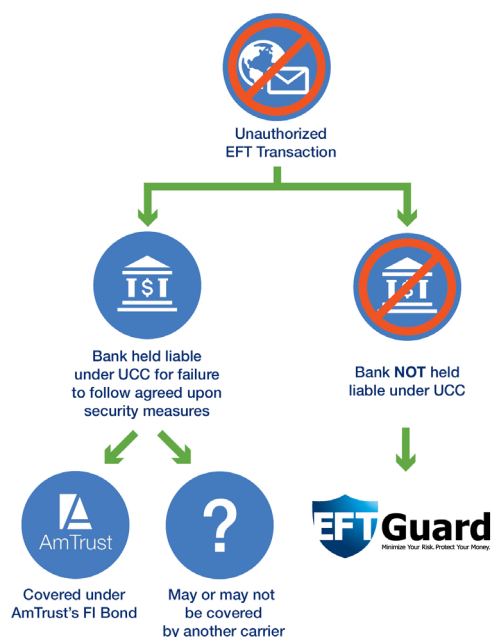 Unauthorized
EFT Transaction
$
$
Bank held liable
under UCC for failure
to follow agreed upon
security measures
Bank NOT held
liable under UCC
AmTrust
?
EFTGuard
Minimize Your Risk. Protect Your Money.
Covered under
AmTrust's FI Bond
May or may not
be covered
by another carrier